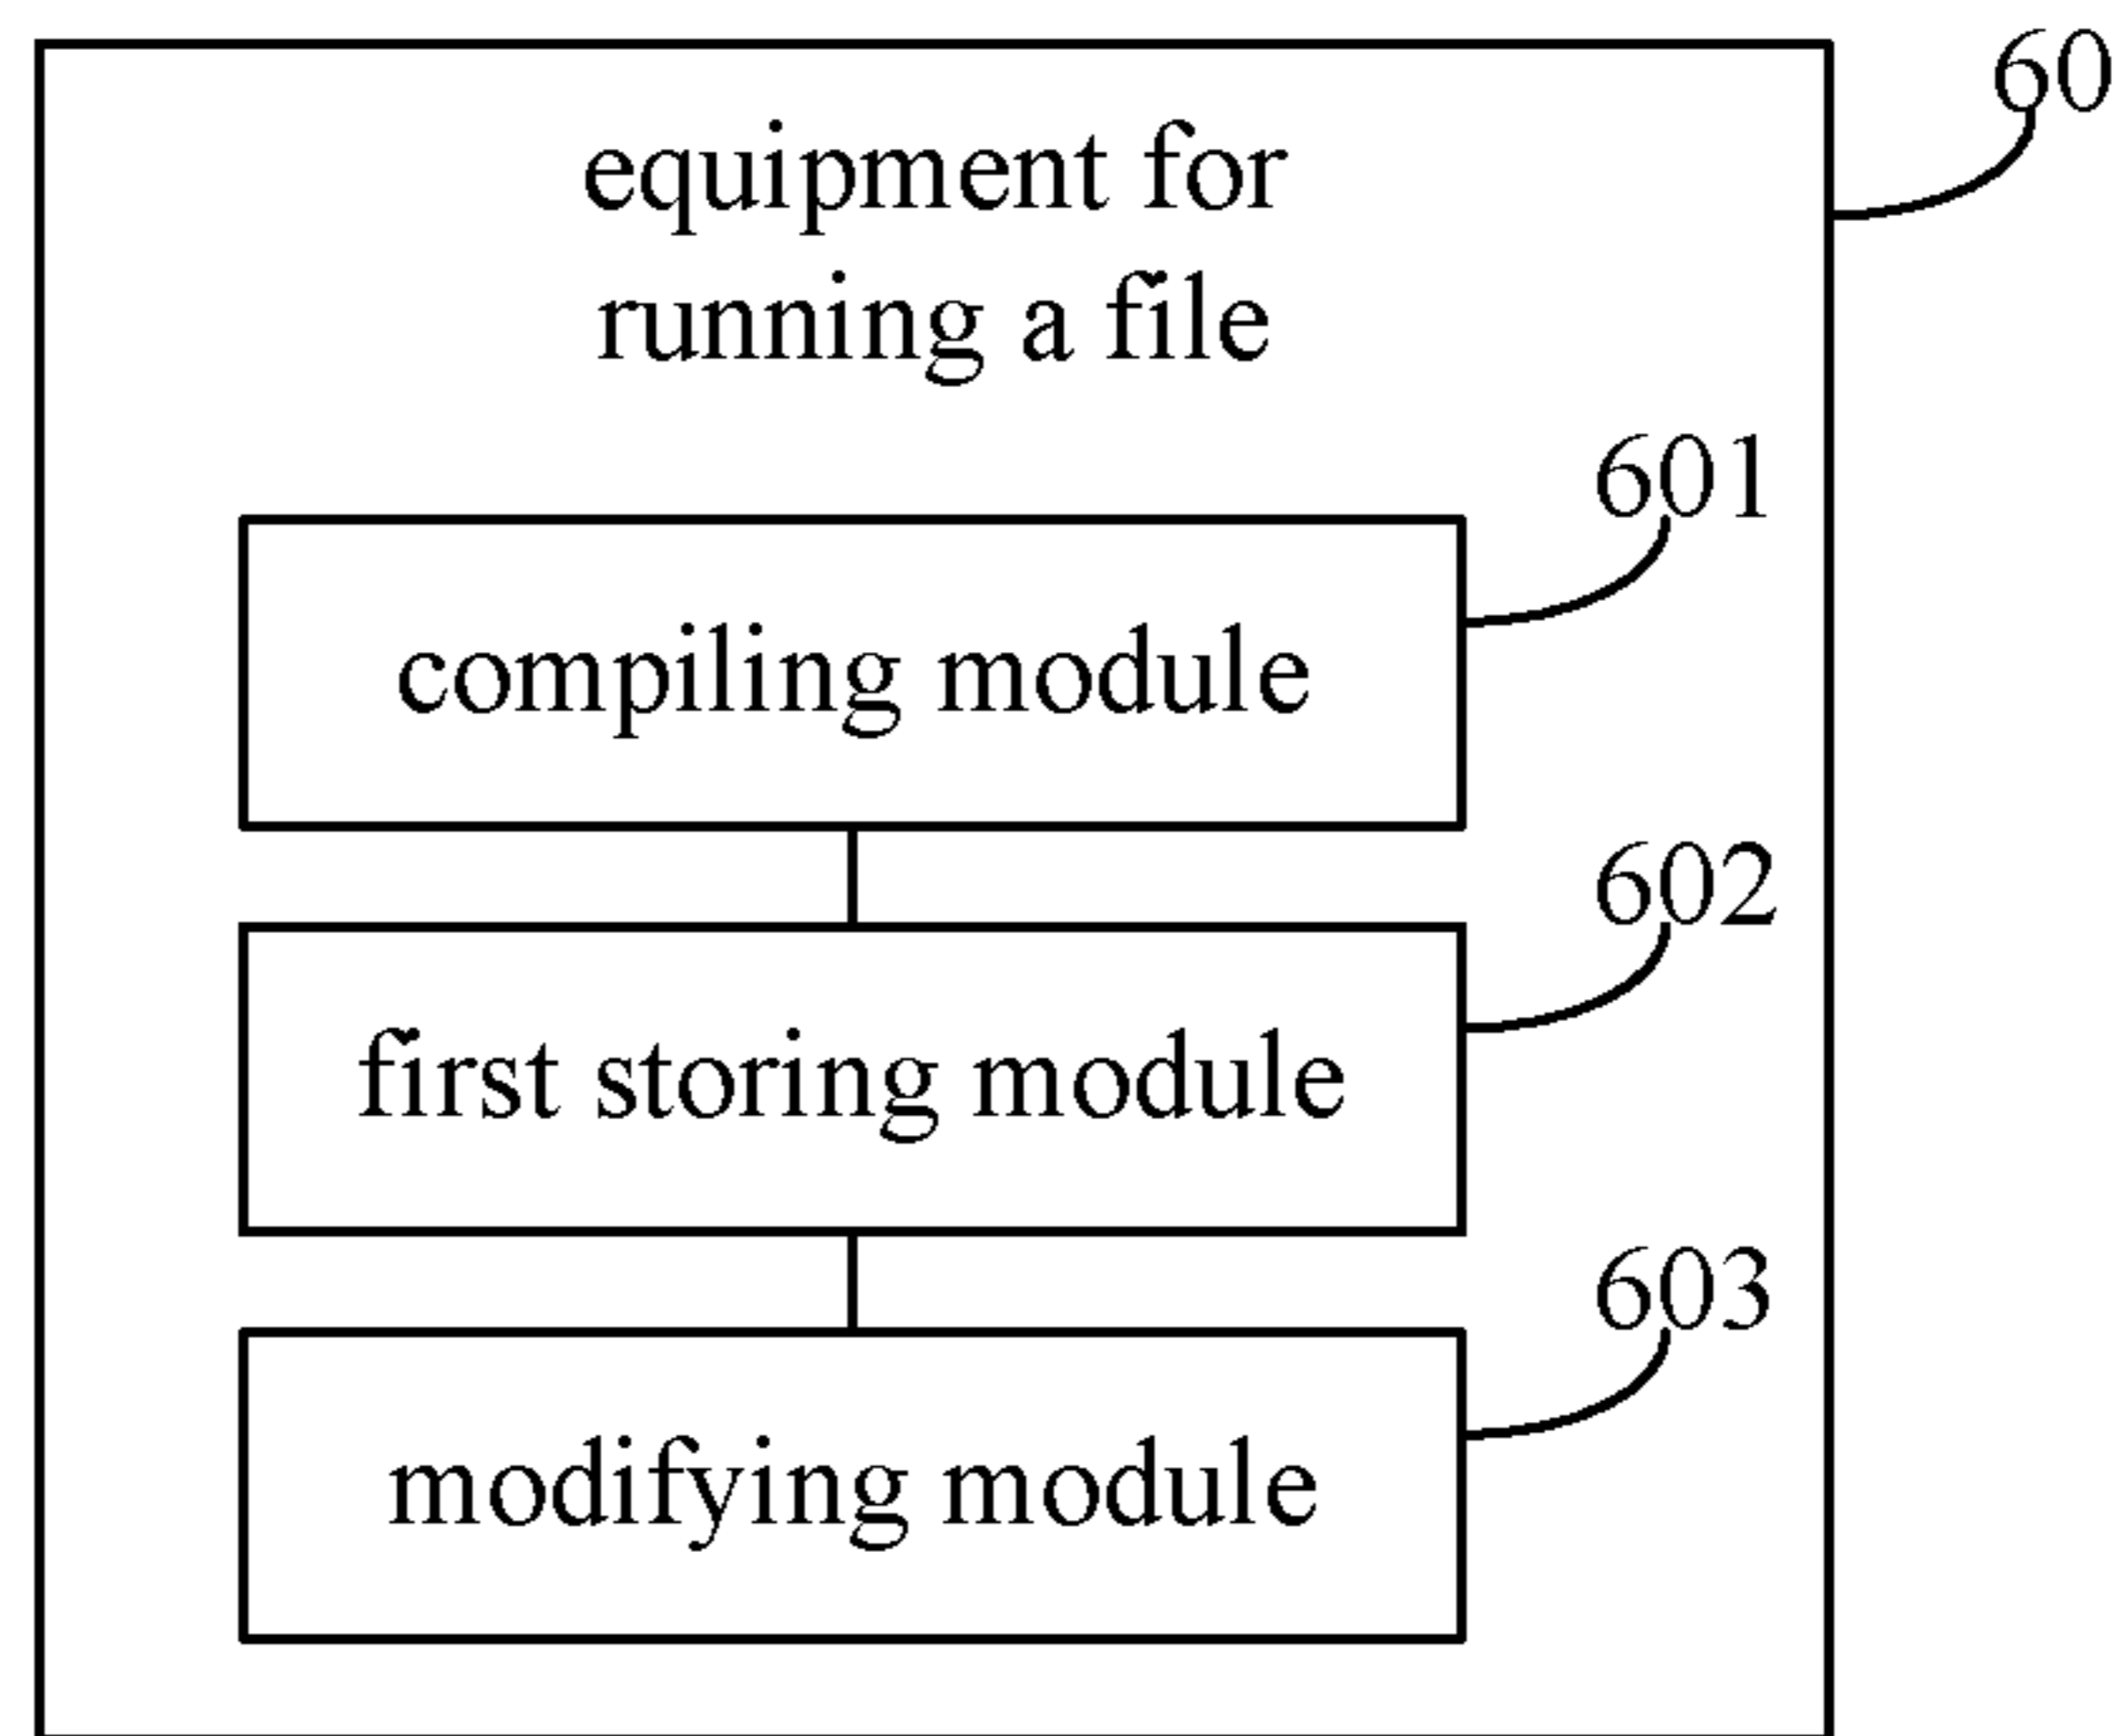 60
equipment for
running a file
601
compiling module
602
first storing module
603
modifying module